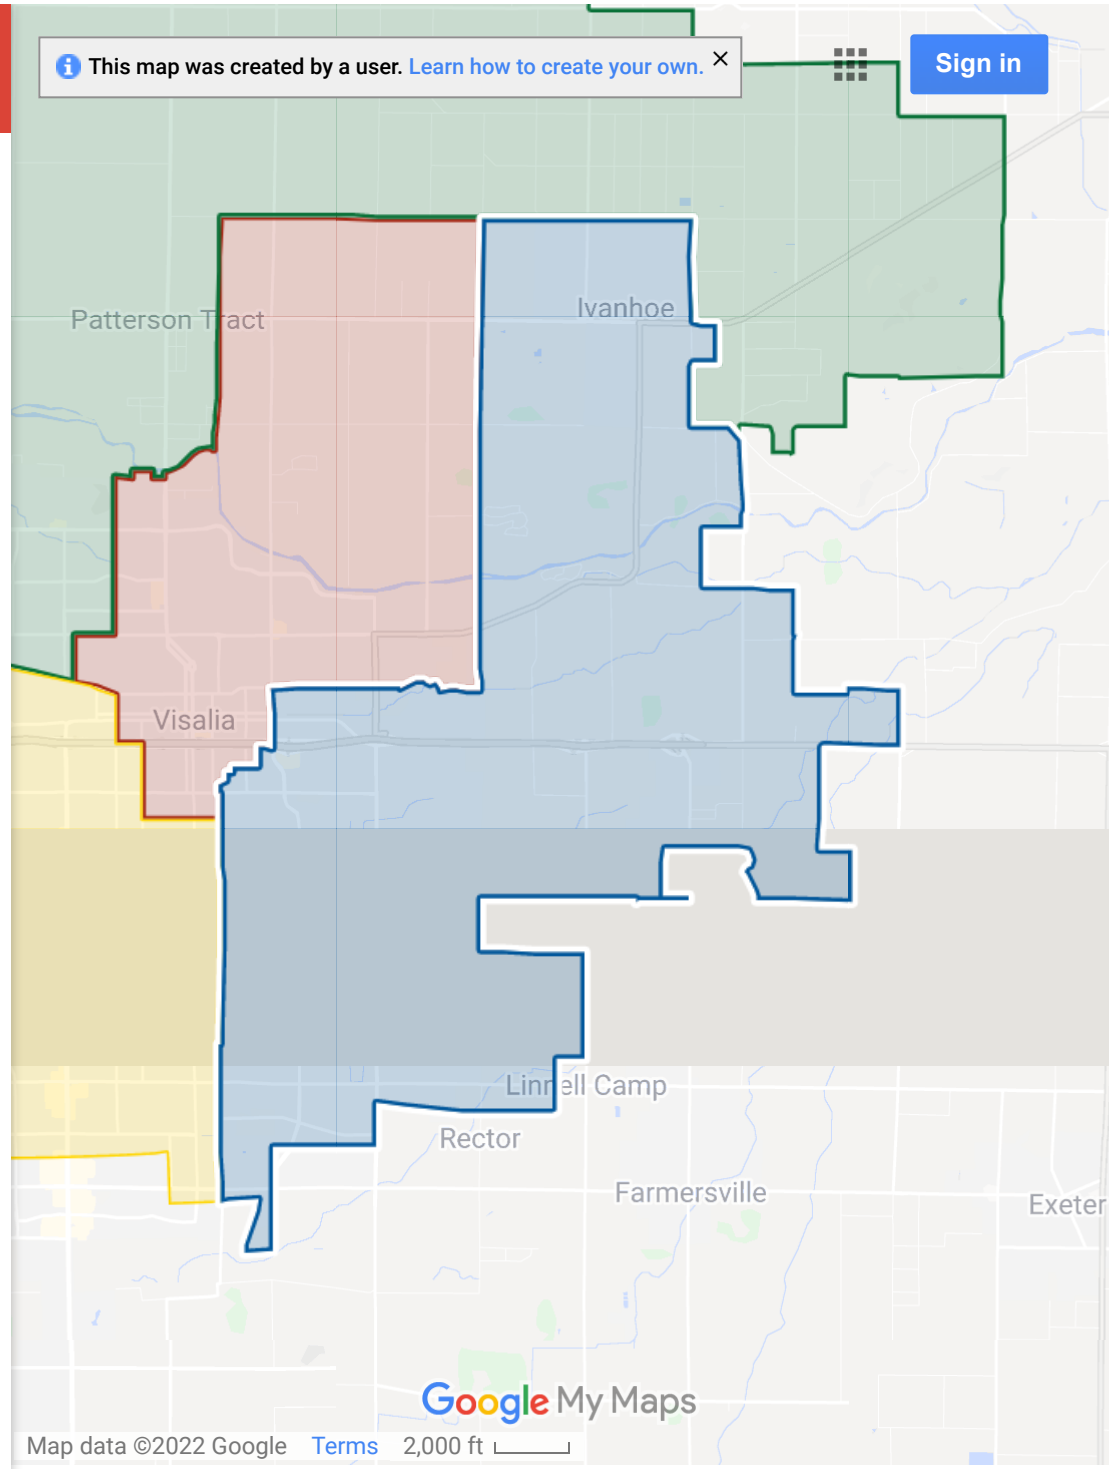 This map was created by a user. Learn how to create your own. ×
Sign in
Ivanhoe
Patterson Tract
Visalia
Linnell Camp
Rector
Farmersville
Exeter
Google My Maps
Map data ©2022 Google Terms 2,000 ft